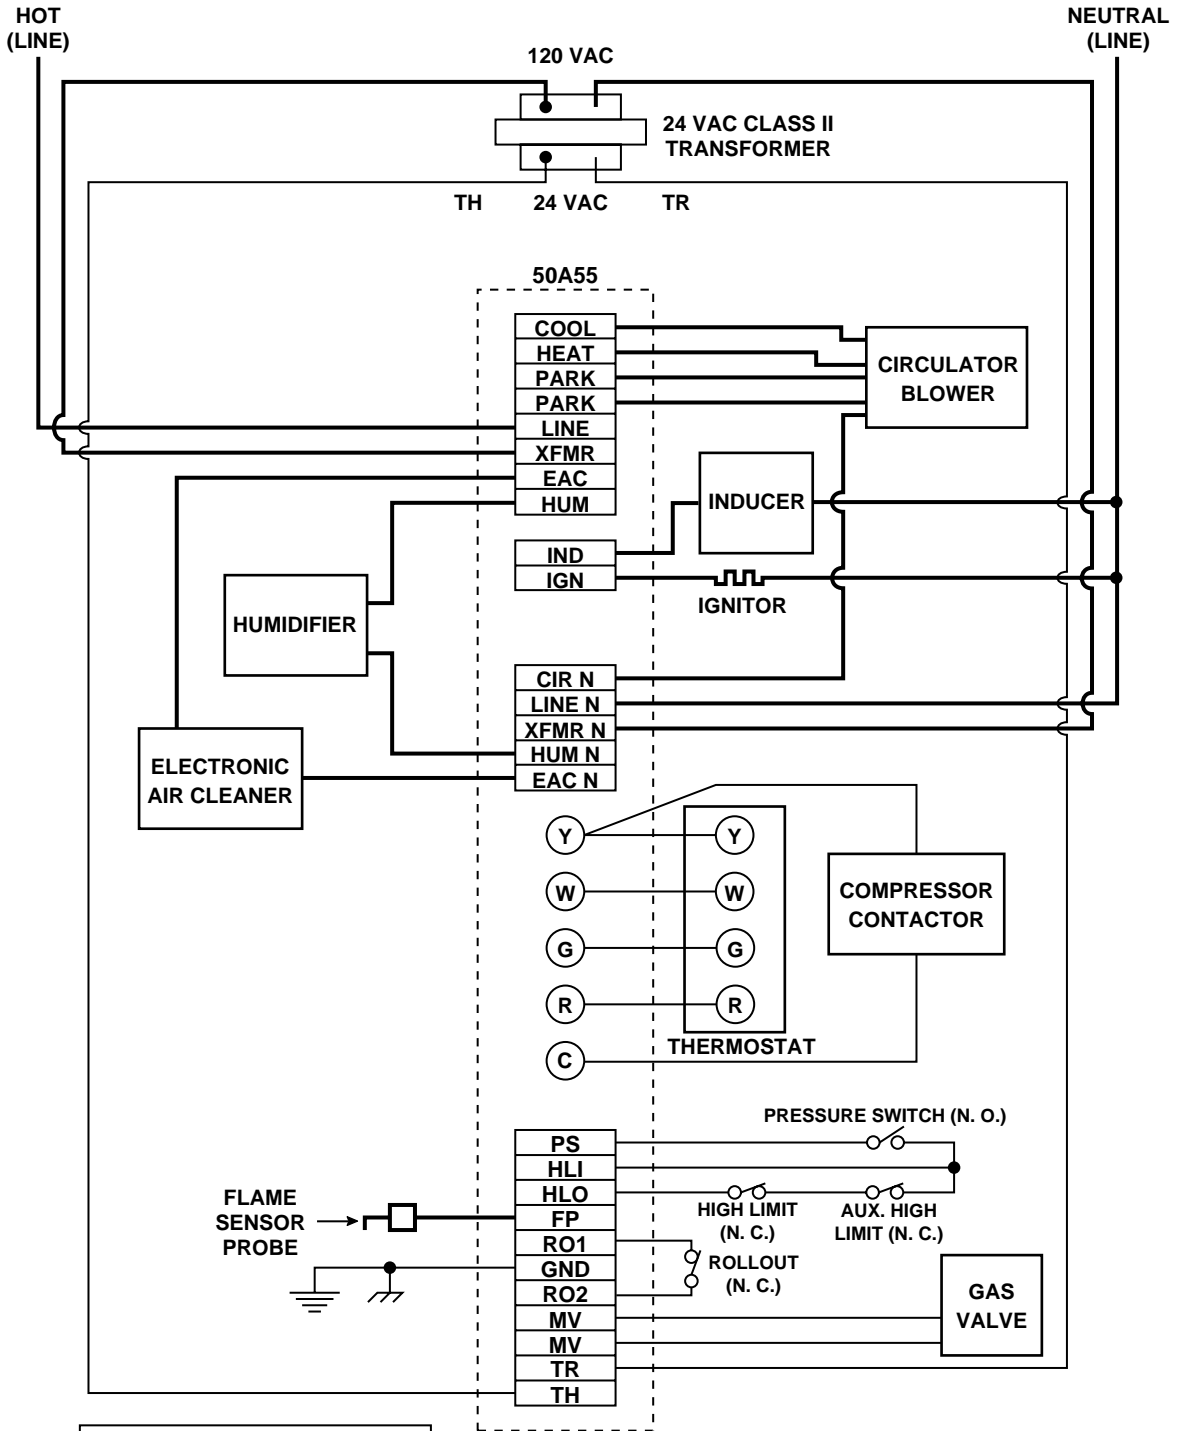 HOT
(LINE)
NEUTRAL
(LINE)
120 VAC
24 VAC CLASS II
TRANSFORMER
TH
24 VAC
TR
50A55
COOL
HEAT
PARK
PARK
LINE
XFMR
EAC
HUM
CIRCULATOR
BLOWER
INDUCER
IND
IGN
IGNITOR
HUMIDIFIER
CIR N
LINE N
XFMR N
HUM N
EAC N
ELECTRONIC
AIR CLEANER
Y
Y
W
W
G
G
R
R
C
THERMOSTAT
COMPRESSOR
CONTACTOR
PRESSURE SWITCH (N. O.)
PS
HLI
HLO
FP
RO1
GND
RO2
MV
MV
TR
TH
HIGH LIMIT
(N. C.)
AUX. HIGH
LIMIT (N. C.)
ROLLOUT
(N. C.)
FLAME
SENSOR
PROBE
GAS
VALVE